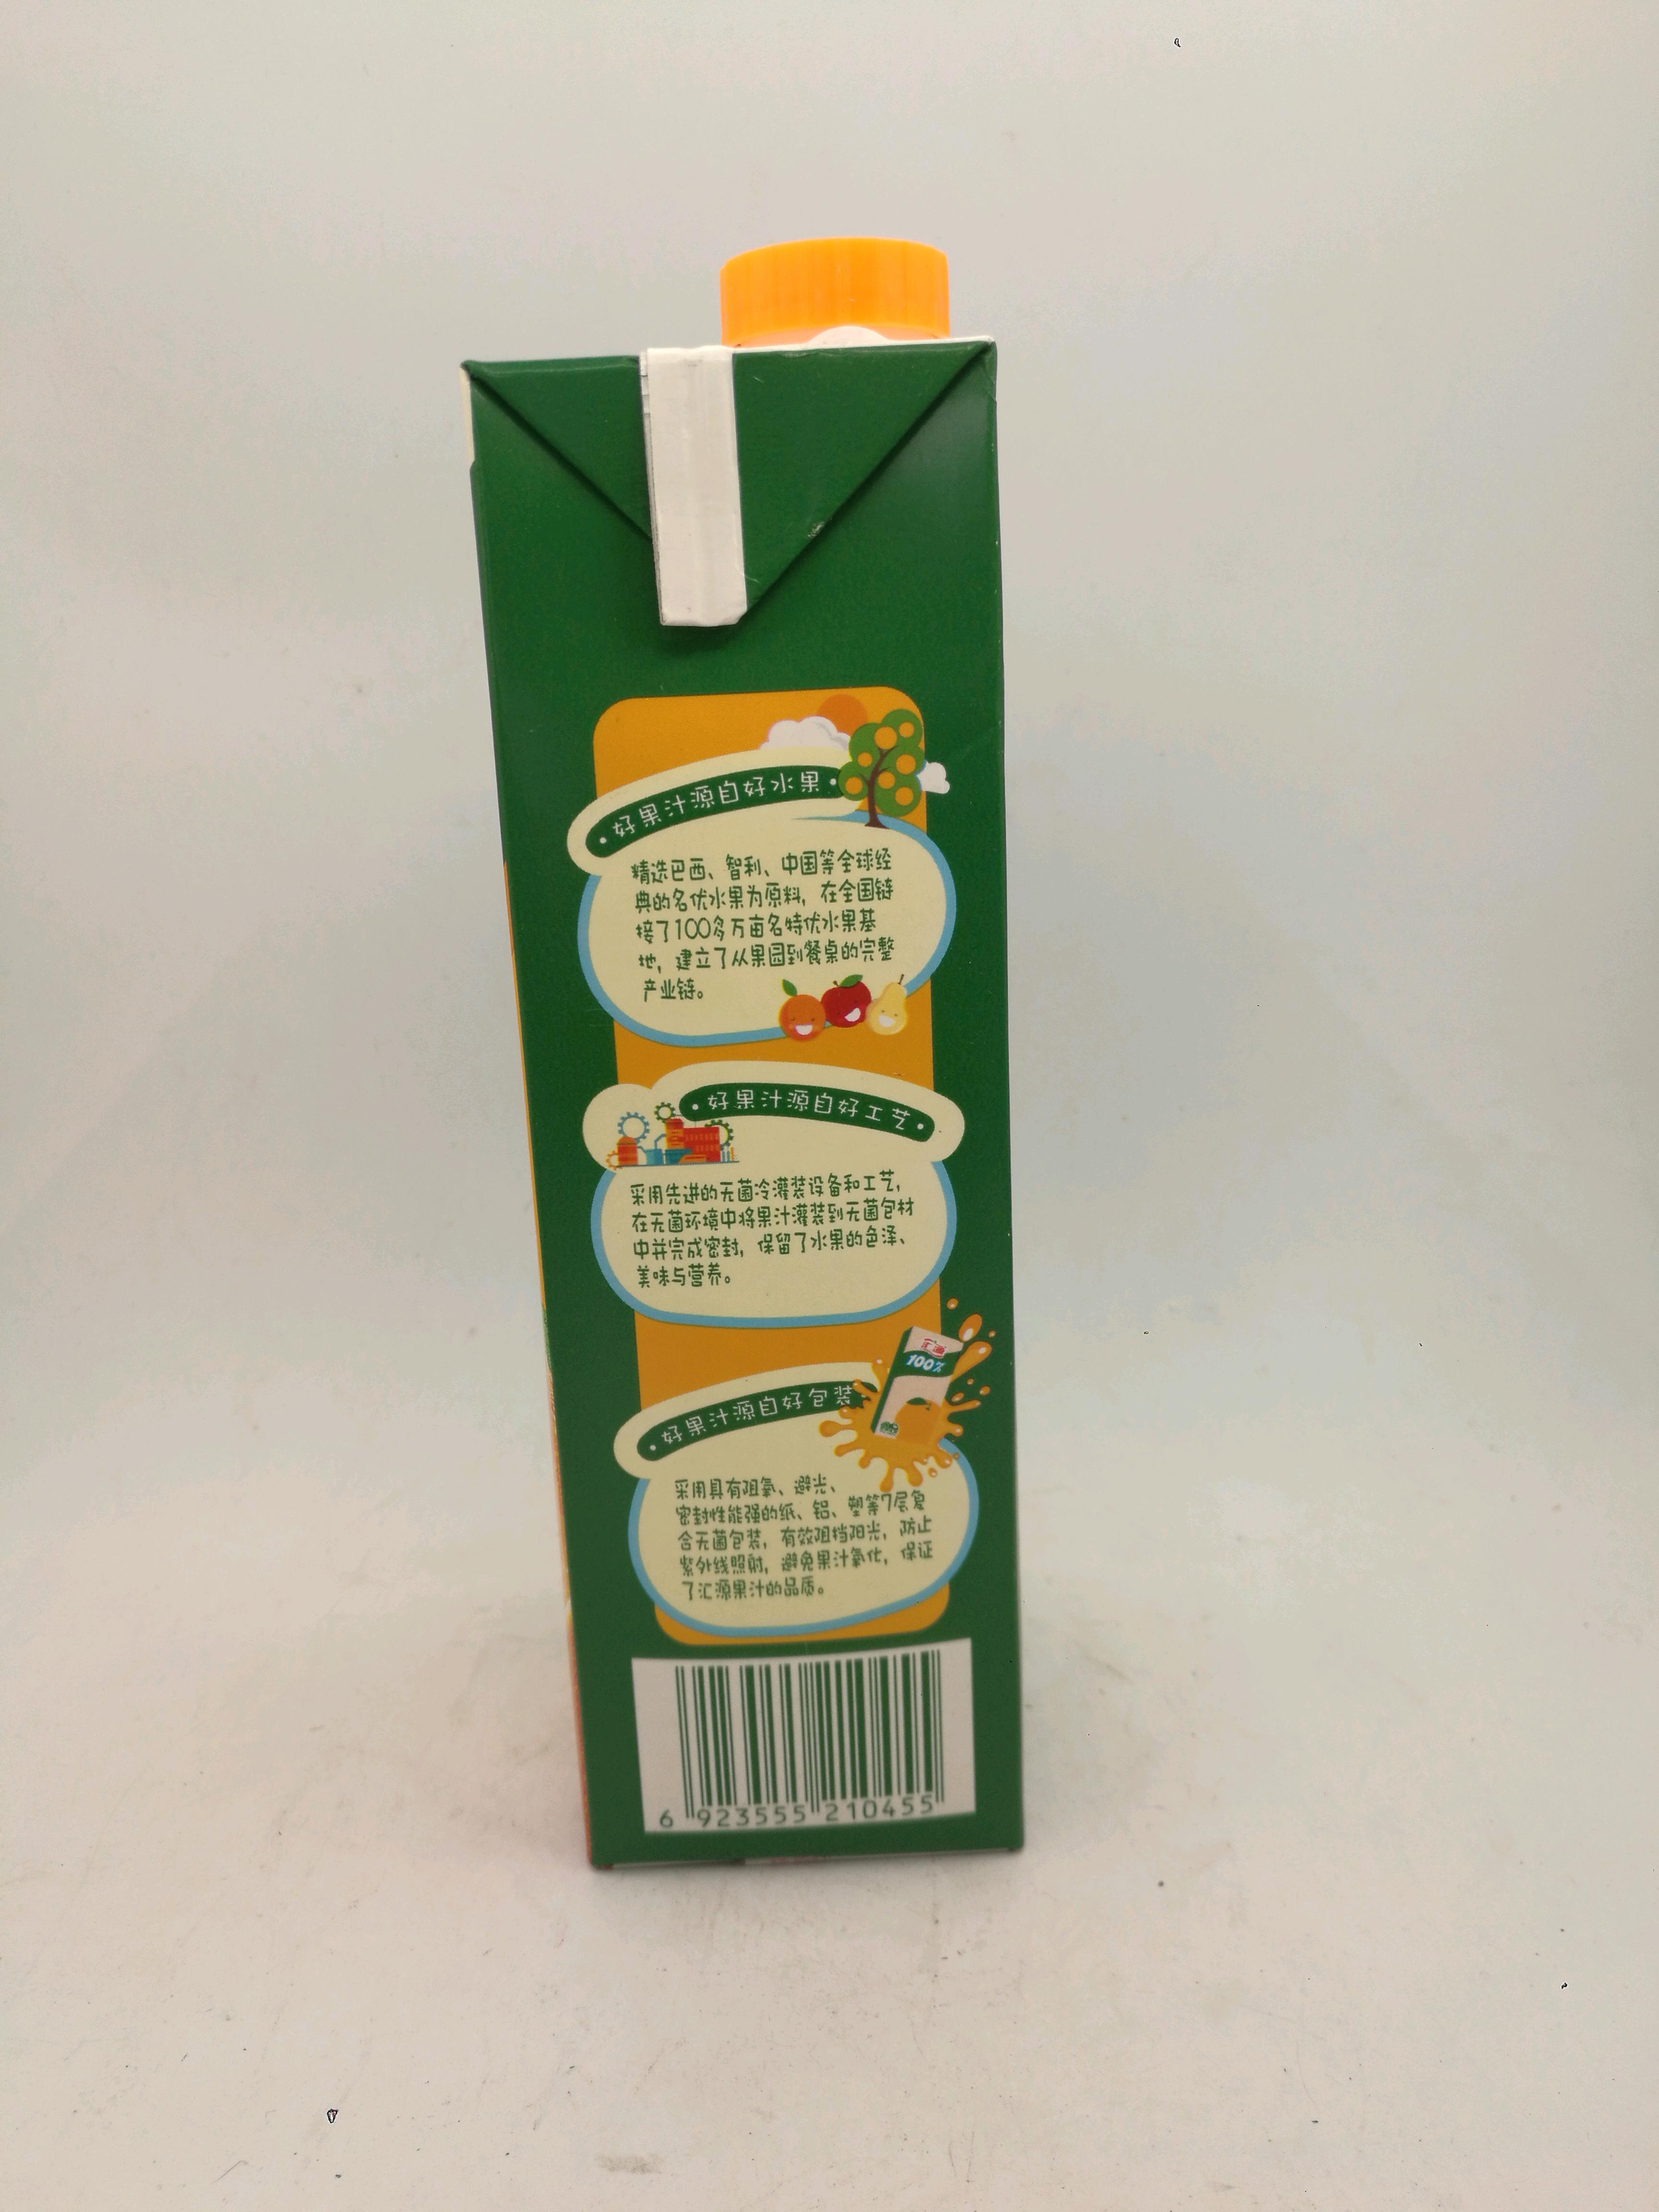 ·好果汁源自好水果·
精选巴西、智利、中国等全球经
典的名优水果为原料，在全国链
接了100多万亩名特优水果基
地，建立了从果园到餐桌的完整
产业链。
·好果汁源自好工艺·
采用先进的无菌冷灌装设备和工艺，
在无菌环境中将果汁灌装到无菌包材
中并完成密封，保留了水果的色泽、
美味与营养。
汇源
100%
·好果汁源自好包装·
采用具有阻氧、避光、
密封性能强的纸、铝、塑等7层复
合无菌包装，有效阻挡阳光，防止
紫外线照射，避免果汁氧化，保证
了汇源果汁的品质。
6 923555 210455